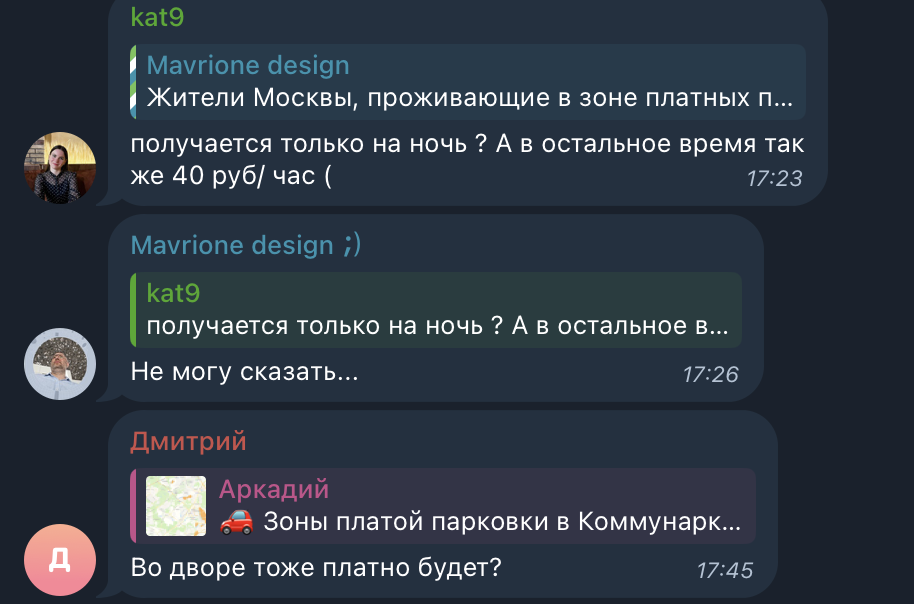 kat9
Mavrione design
Жители Москвы, проживающие в зоне платных п...
получается только на ночь ? А в остальное время так
же 40 руб/ час (
17:23
Mavrione design ;)
kat9
получается только на ночь ? А в остальное в...
Не могу сказать...
17:26
Дмитрий
Аркадий
🚗 Зоны платой парковки в Коммунарк...
Д
Во дворе тоже платно будет?
17:45